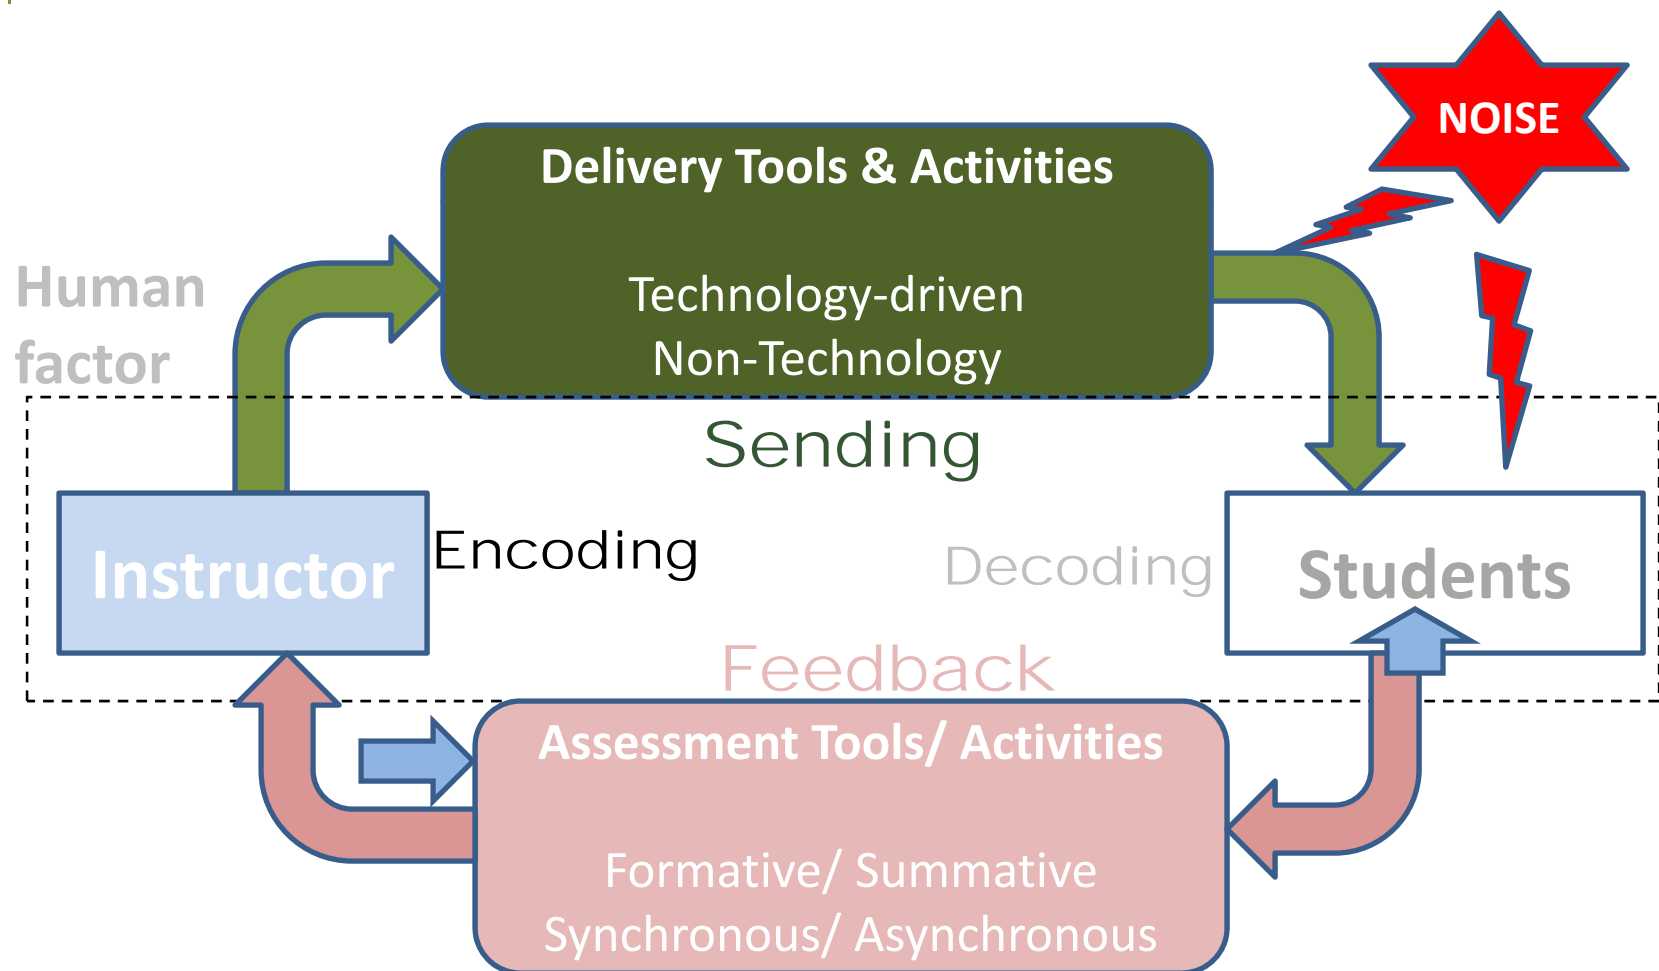 NOISE
Delivery Tools & Activities
Technology-driven
Non-Technology
Human
factor
Sending
Instructor
Encoding
Decoding
Students
Feedback
Assessment Tools/ Activities
Formative/ Summative
Synchronous/ Asynchronous